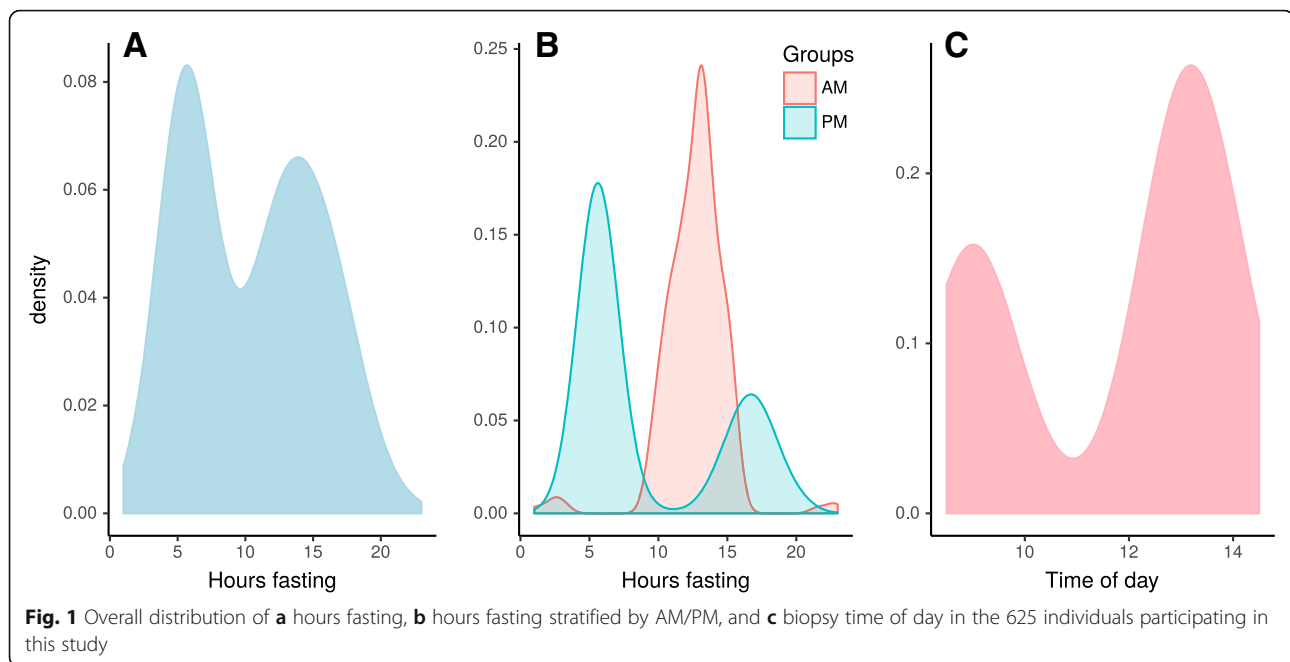 A
density
0.08
0.06
0.04
0.02
0.00
0 5 10 15 20
Hours fasting
B
Groups
AM
PM
0.25
0.20
0.15
0.10
0.05
0.00
0 5 10 15 20
Hours fasting
C
0.2
0.1
0.0
10 12 14
Time of day
Fig. 1 Overall distribution of a hours fasting, b hours fasting stratified by AM/PM, and c biopsy time of day in the 625 individuals participating in
this study